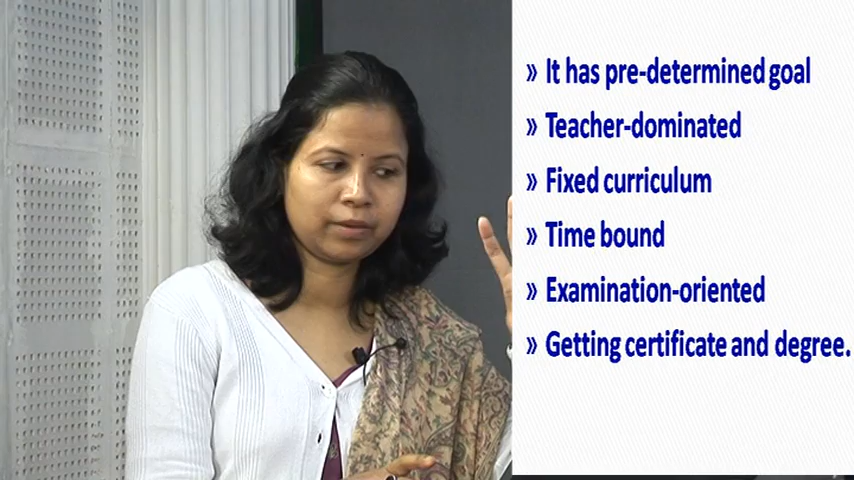 » It has pre-determined goal
» Teacher-dominated
» Fixed curriculum
» Time bound
» Examination-oriented
» Getting certificate and degree.